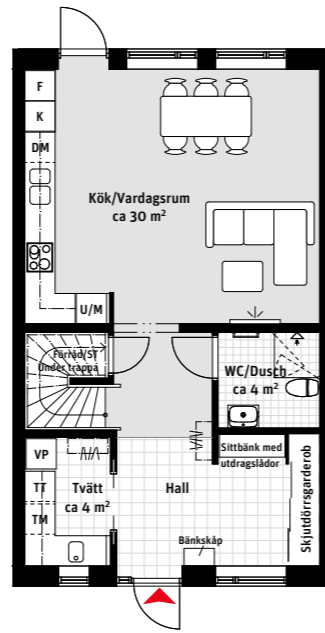 F
K
DM
Kök/Vardagsrum
ca 30 m²
U/M
Förråd/ST
Under trappa
WC/Dusch
ca 4 m²
VP
TT
TM
Tvätt
ca 4 m²
Hall
Sittbänk med
utdragslådor
Bänkskåp
Skjutdörrsgarderob